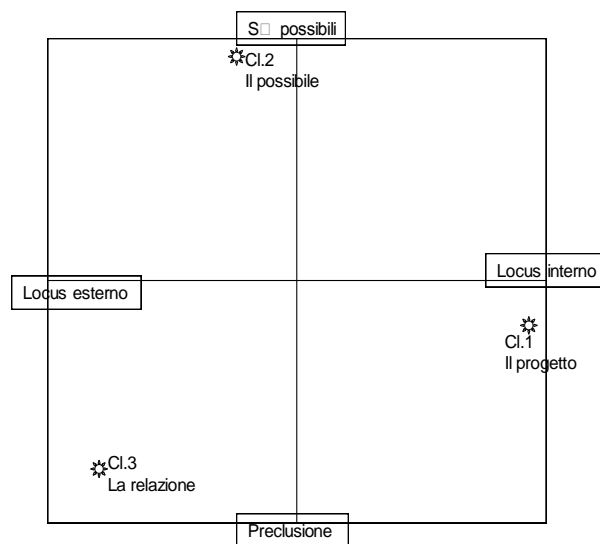 S□ possibili
Cl.2
Il possibile
Locus interno
Locus esterno
Cl.1
Il progetto
Cl.3
La relazione
Preclusione